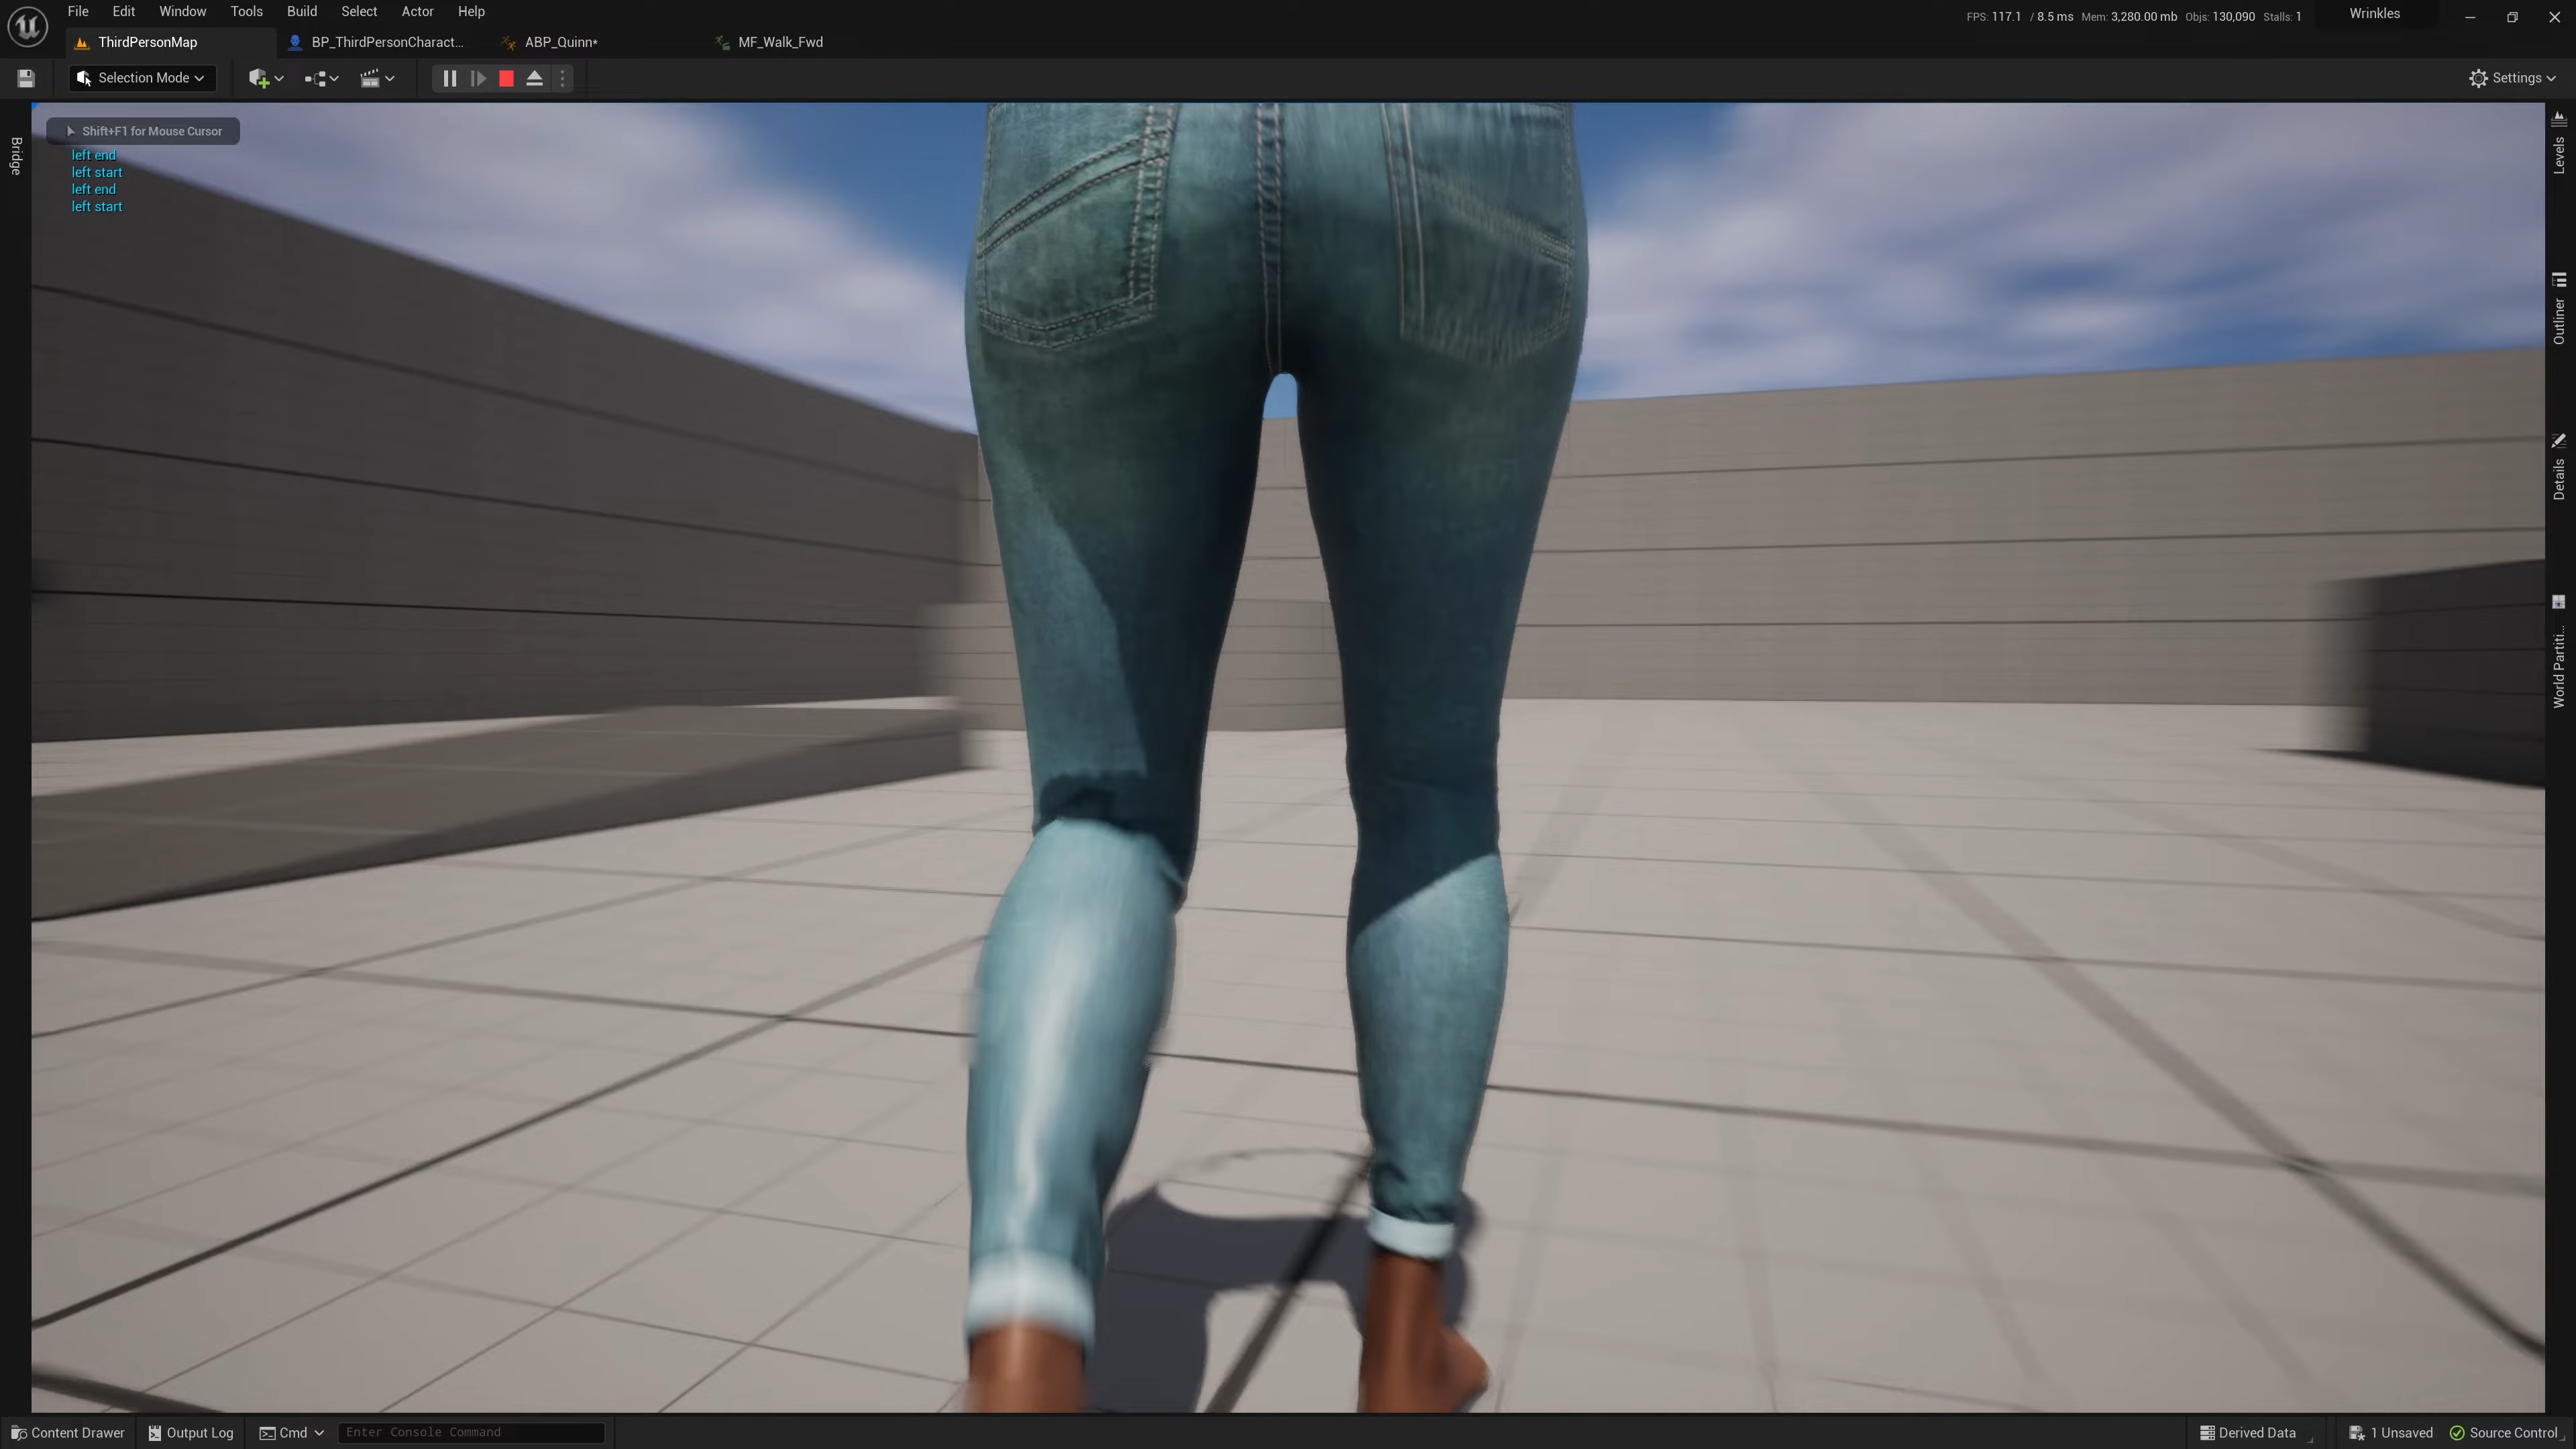 File Edit Window Tools Build Select Actor Help
FPS: 117.1 / 8.5 ms Mem: 3,280.00 mb Objs: 130,090 Stalls: 1
Wrinkles
ThirdPersonMap
BP_ThirdPersonCharact...
ABP_Quinn*
MF_Walk_Fwd
Selection Mode
Settings
Bridge
Shift+F1 for Mouse Cursor
left end
left start
left end
left start
Levels
Outliner
Details
World Partiti...
Content Drawer
Output Log
Cmd
Enter Console Command
Derived Data
1 Unsaved
Source Control